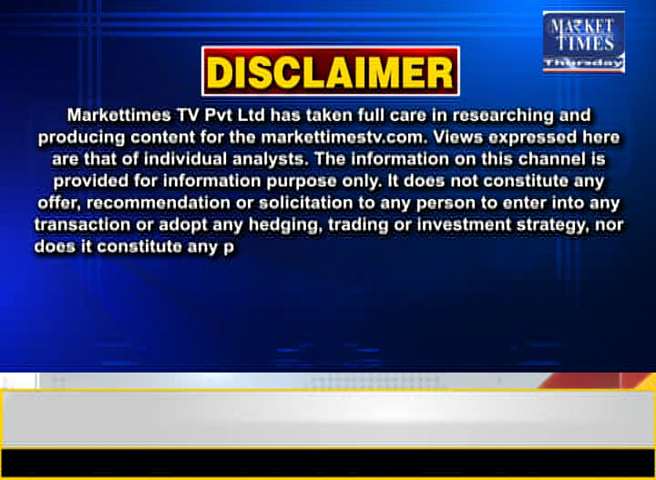 MARKET
TIMES
Thursday
DISCLAIMER
Markettimes TV Pvt Ltd has taken full care in researching and
producing content for the markettimestv.com. Views expressed here
are that of individual analysts. The information on this channel is
provided for information purpose only. It does not constitute any
offer, recommendation or solicitation to any person to enter into any
transaction or adopt any hedging, trading or investment strategy, nor
does it constitute any p